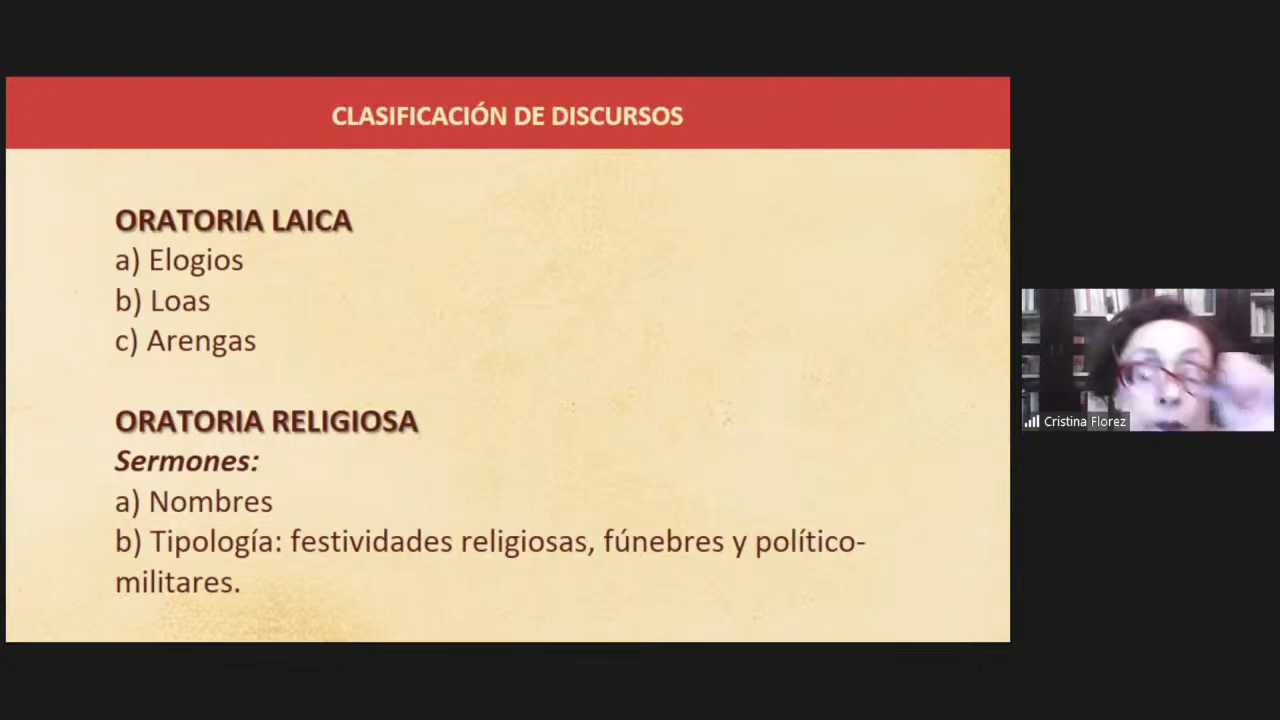 CLASIFICACIÓN DE DISCURSOS
ORATORIA LAICA
a) Elogios
b) Loas
c) Arengas
ORATORIA RELIGIOSA
Sermones:
a) Nombres
b) Tipología: festividades religiosas, fúnebres y político-
militares.
Cristina Florez